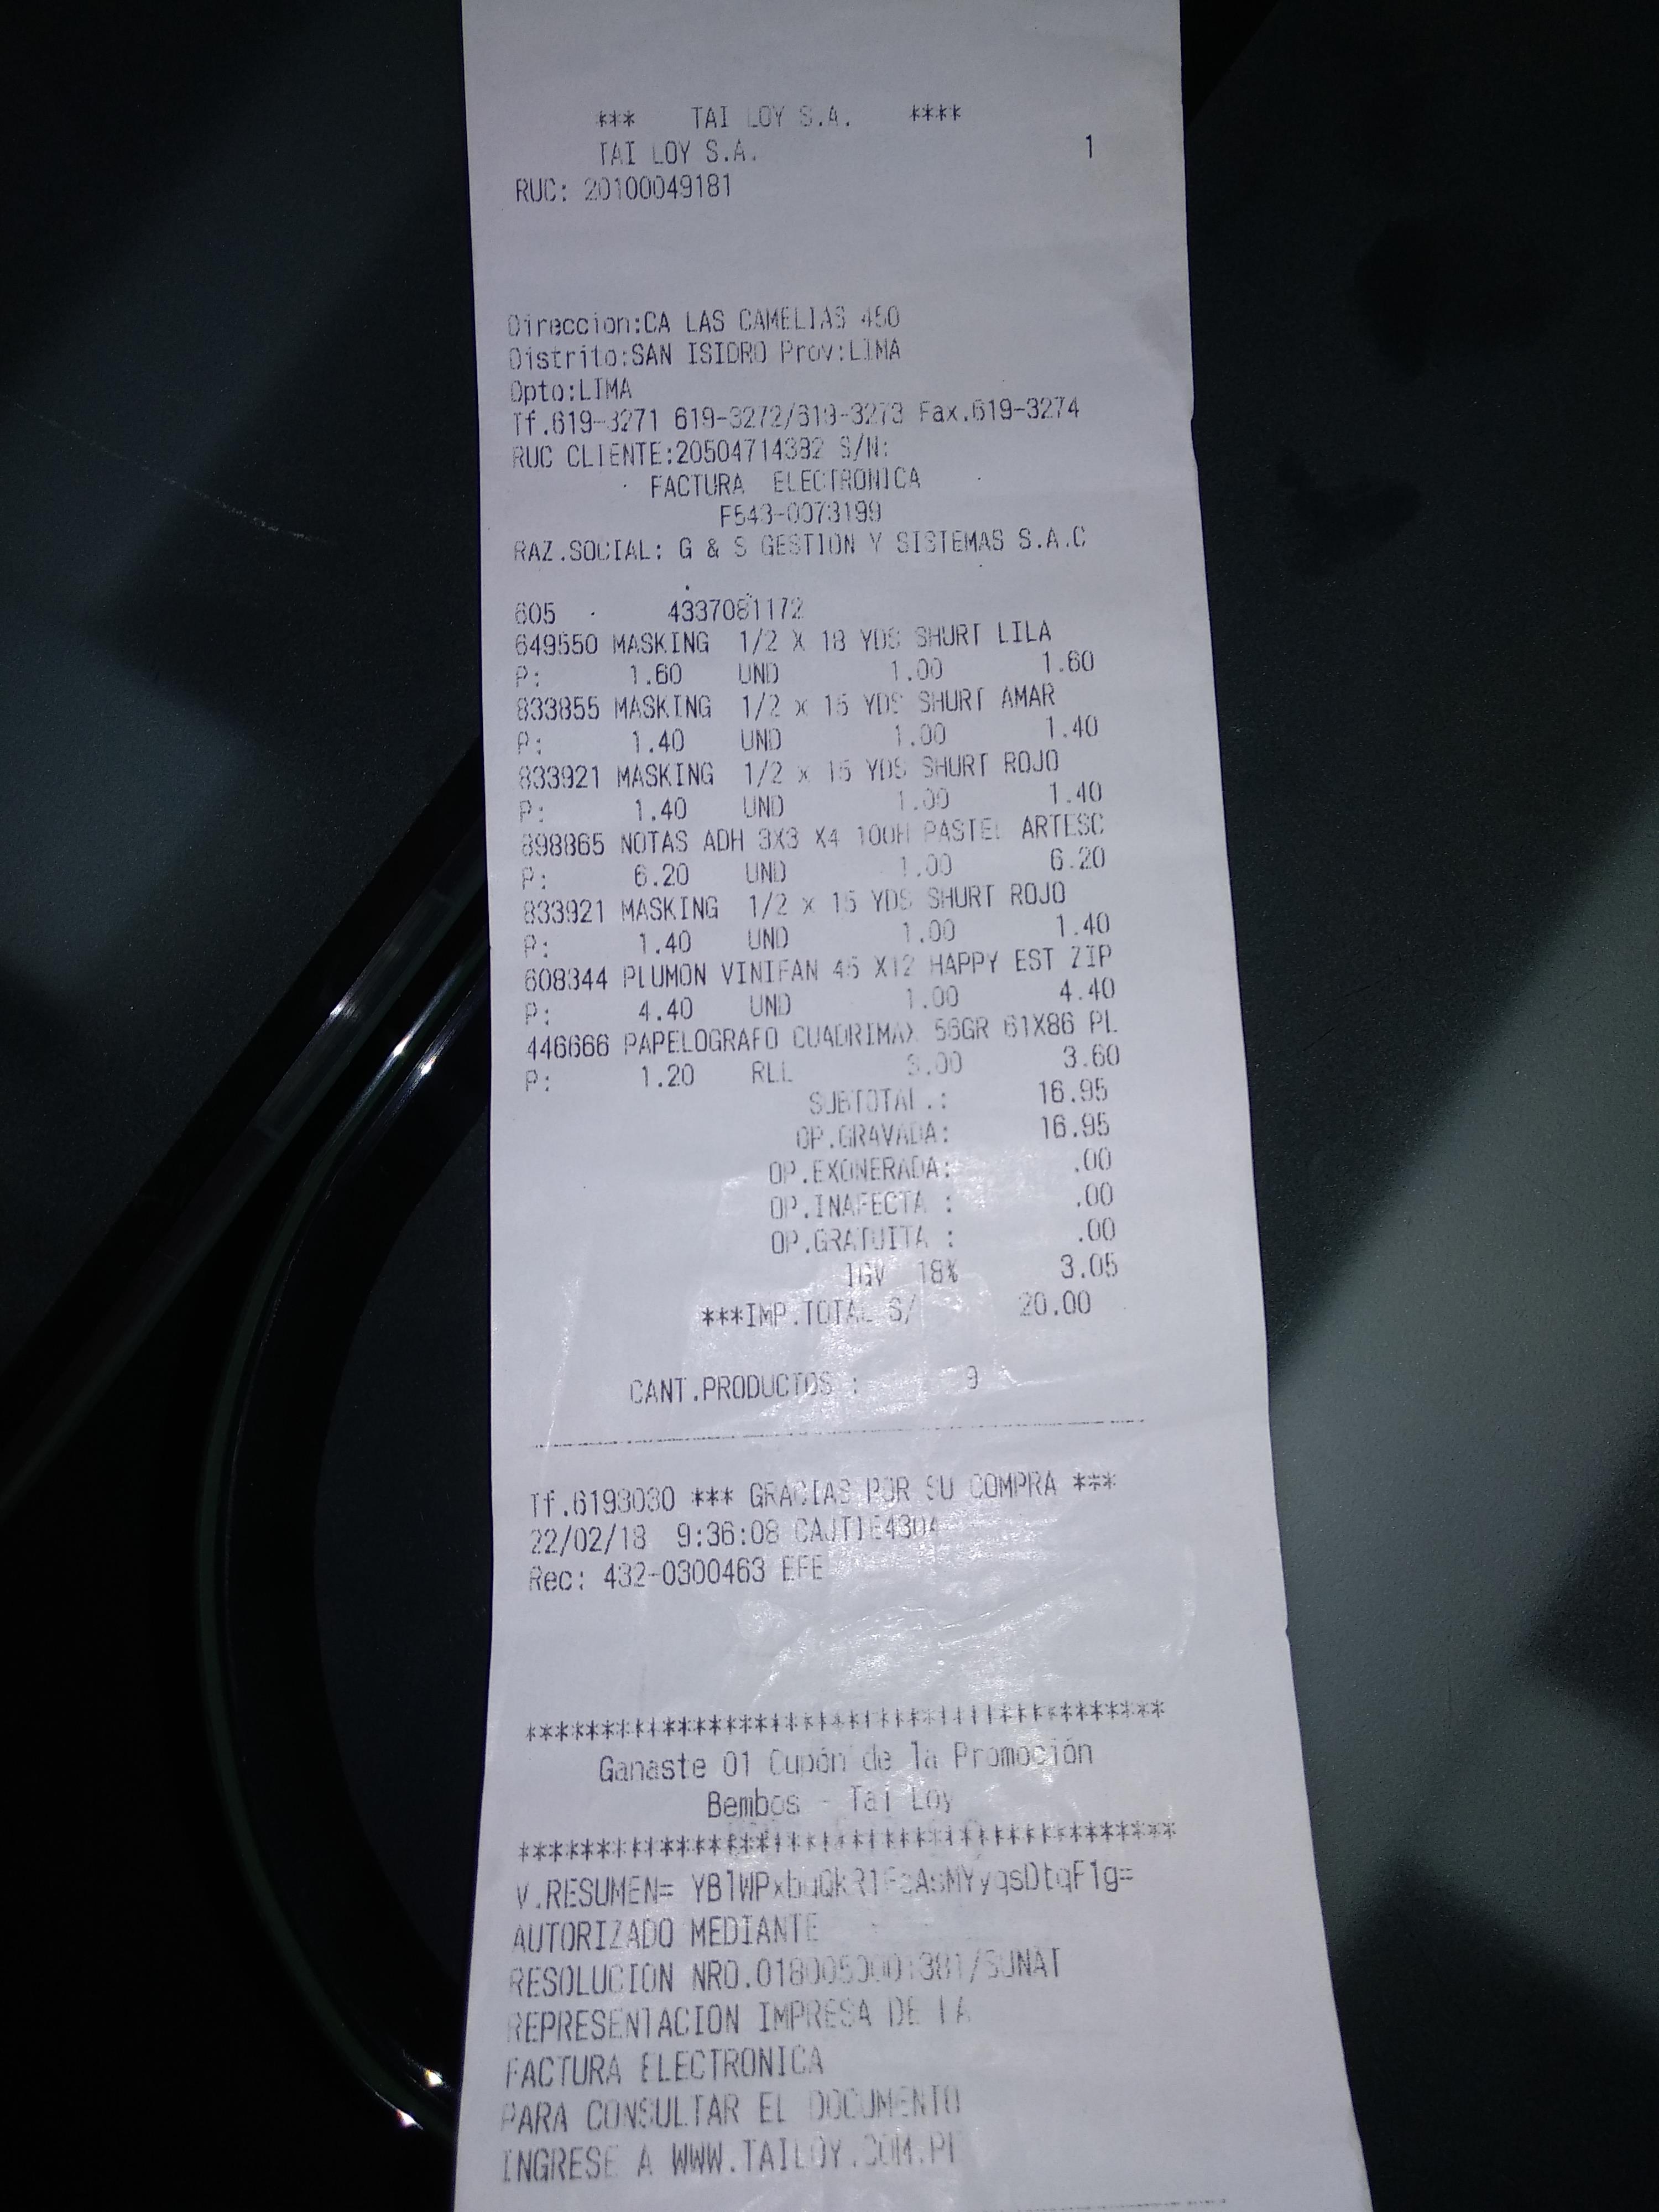 *** TAI LOY S.A. ****
TAI LOY S.A. 1
RUC: 20100049181
Direccion:CA LAS CAMELIAS 450
Distrito:SAN ISIDRO Prov:LIMA
Dpto:LIMA
Tf.619-3271 619-3272/619-3273 Fax.619-3274
RUC CLIENTE:20504714382 S/N:
FACTURA ELECTRONICA
F543-0073199
RAZ.SOCIAL: G & S GESTION Y SISTEMAS S.A.C
605 4337081172
649550 MASKING 1/2 X 18 YDS SHURT LILA
P: 1.60 UND 1.00 1.60
833855 MASKING 1/2 x 15 YDS SHURT AMAR
P: 1.40 UND 1.00 1.40
833921 MASKING 1/2 x 15 YDS SHURT ROJO
P: 1.40 UND 1.00 1.40
898865 NOTAS ADH 3X3 X4 100H PASTEL ARTESC
P: 6.20 UND 1.00 6.20
833921 MASKING 1/2 x 15 YDS SHURT ROJO
P: 1.40 UND 1.00 1.40
608344 PLUMON VINIFAN 45 X12 HAPPY EST ZIP
P: 4.40 UND 1.00 4.40
446666 PAPELOGRAFO CUADRIMAX 56GR 61X86 PL
P: 1.20 RLL 3.00 3.60
SUBTOTAL.: 16.95
OP.GRAVADA: 16.95
OP.EXONERADA: .00
OP.INAFECTA : .00
OP.GRATUITA : .00
IGV 18% 3.05
***IMP.TOTAL S/ 20.00
CANT.PRODUCTOS : 9
Tf.6193030 *** GRACIAS POR SU COMPRA ***
22/02/18 9:36:08 CAJTIE430A
Rec: 432-0300463 EFE
******************************************
Ganaste 01 Cupón de la Promoción
Bembos - Tai Loy
******************************************
V.RESUMEN=
AUTORIZADO MEDIANTE
RESOLUCION NRO.0180050001381/SUNAT
REPRESENTACION IMPRESA DE LA
FACTURA ELECTRONICA
PARA CONSULTAR EL DOCUMENTO
INGRESE A WWW.TAILOY.COM.PE